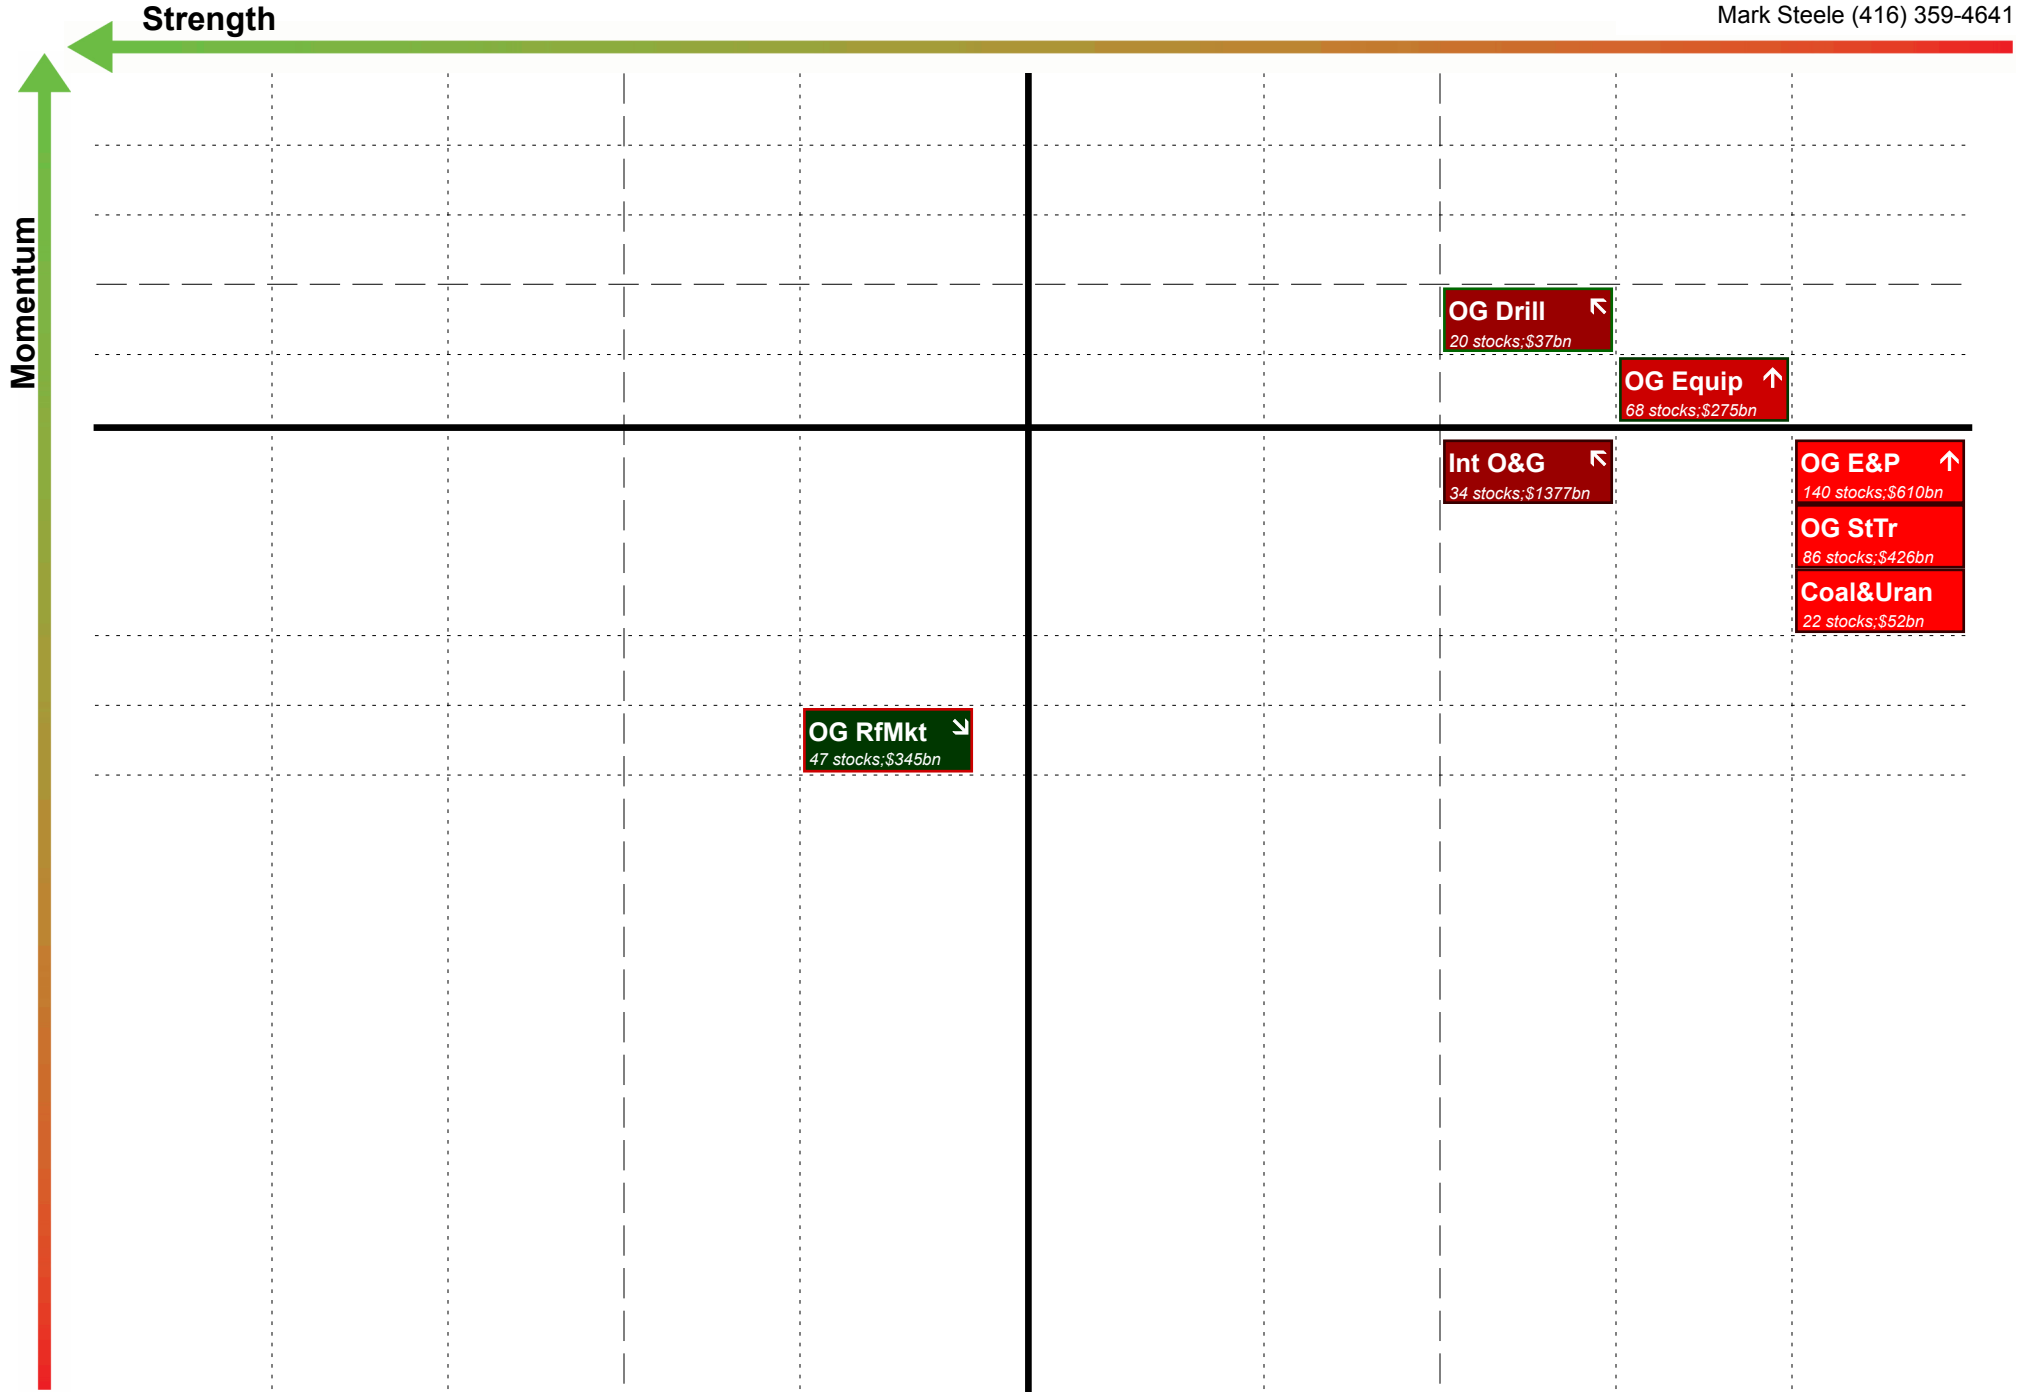 Strength
Mark Steele (416) 359-4641
Momentum
OG Drill
20 stocks;$37bn
OG Equip
68 stocks;$275bn
Int O&G
34 stocks;$1377bn
OG E&P
140 stocks;$610bn
OG StTr
86 stocks;$426bn
Coal&Uran
22 stocks;$52bn
OG RfMkt
47 stocks;$345bn